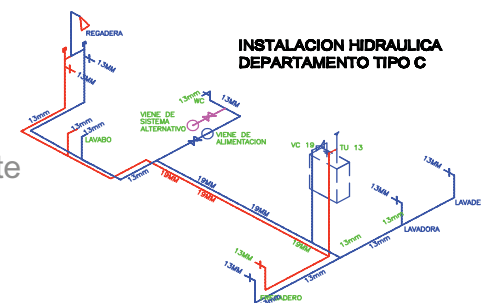 REGADERA
INSTALACION HIDRAULICA
DEPARTAMENTO TIPO C
13MM
13MM
13mm
WC
13MM
13mm
13mm
VIENE DE
SISTEMA
ALTERNATIVO
VIENE DE
ALIMENTACION
LAVABO
VC 19
TU 13
te
13mm
19MM
19MM
19MM
19MM
13MM
13MM
LAVADE
LAVADORA
19MM
13mm
13mm
13MM
13MM
13mm
13MM